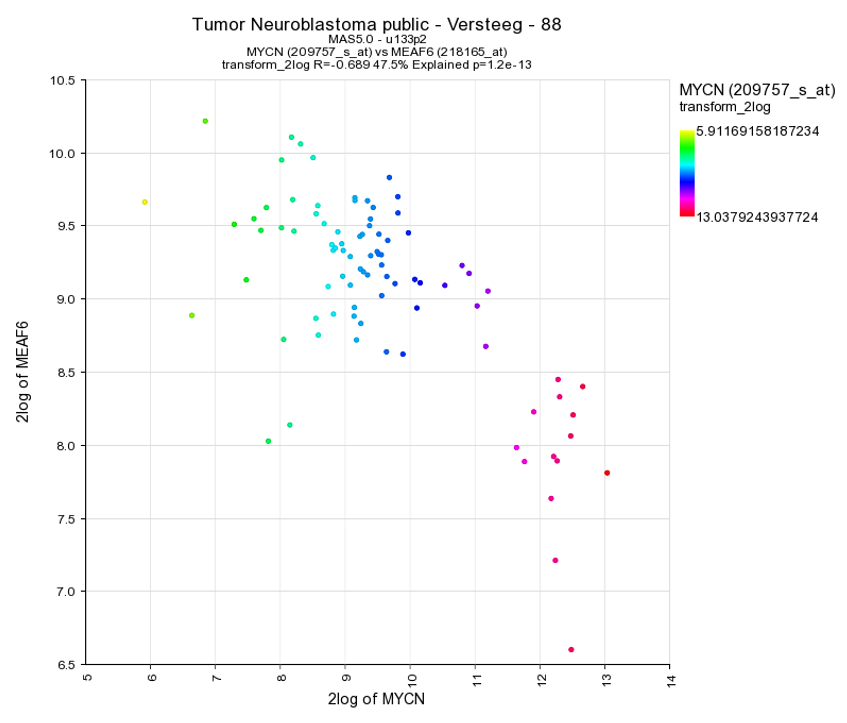 Tumor Neuroblastoma public - Versteeg - 88
MAS5.0 - u133p2
MYCN (209757_s_at) vs MEAF6 (218165_at)
transform_2log R=-0.689 47.5% Explained p=1.2e-13
MYCN (209757_s_at)
transform_2log
5.91169158187234
13.0379243937724
10.5
10.0
9.5
9.0
8.5
8.0
7.5
7.0
6.5
2log of MEAF6
5
6
7
8
9
10
11
12
13
14
2log of MYCN